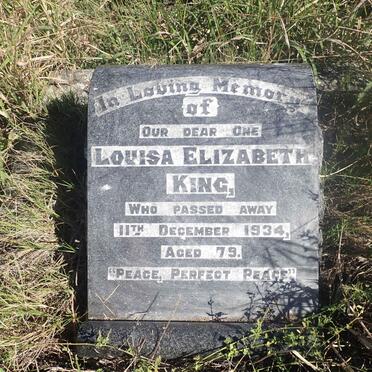 In Loving Memory
of
Our dear One
Louisa Elizabeth
King,
Who passed away
11th December 1934,
Aged 79.
"Peace, Perfect Peace"